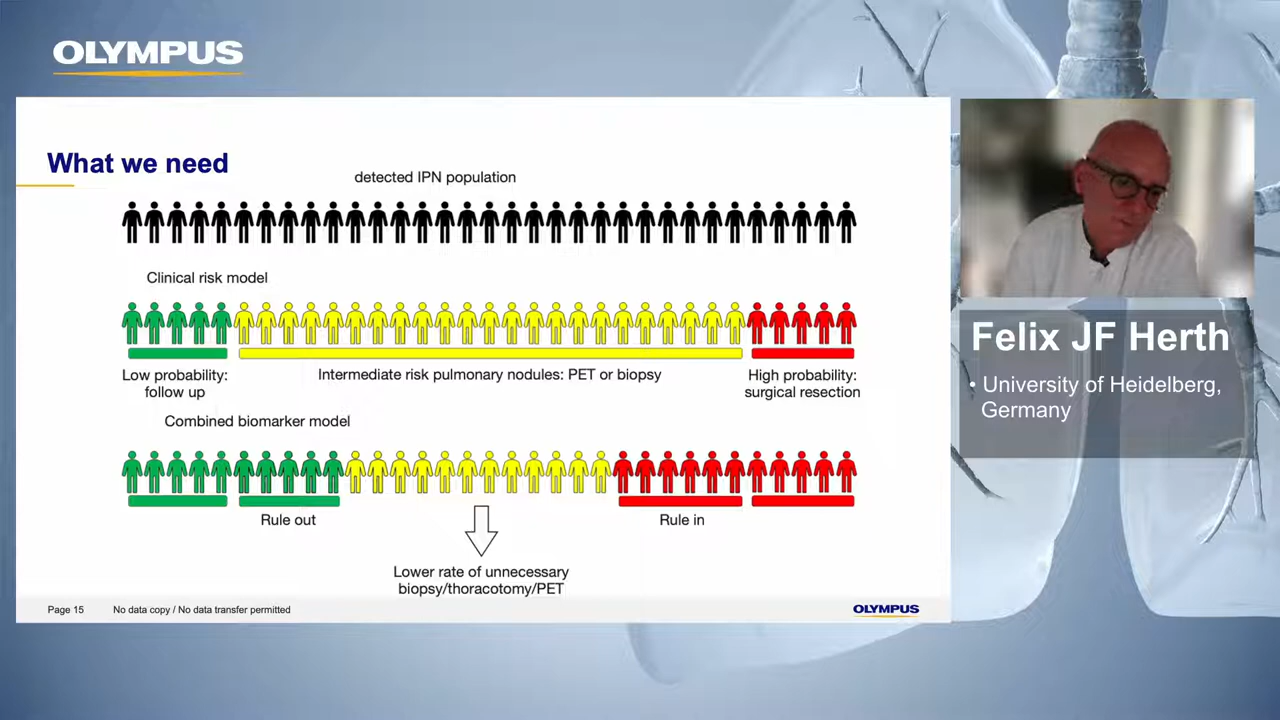 OLYMPUS
What we need
detected IPN population
Clinical risk model
Low probability:
follow up
Intermediate risk pulmonary nodules: PET or biopsy
High probability:
surgical resection
Combined biomarker model
Rule out
Rule in
Lower rate of unnecessary
biopsy/thoracotomy/PET
Page 15 No data copy / No data transfer permitted
OLYMPUS
Felix JF Herth
• University of Heidelberg,
Germany